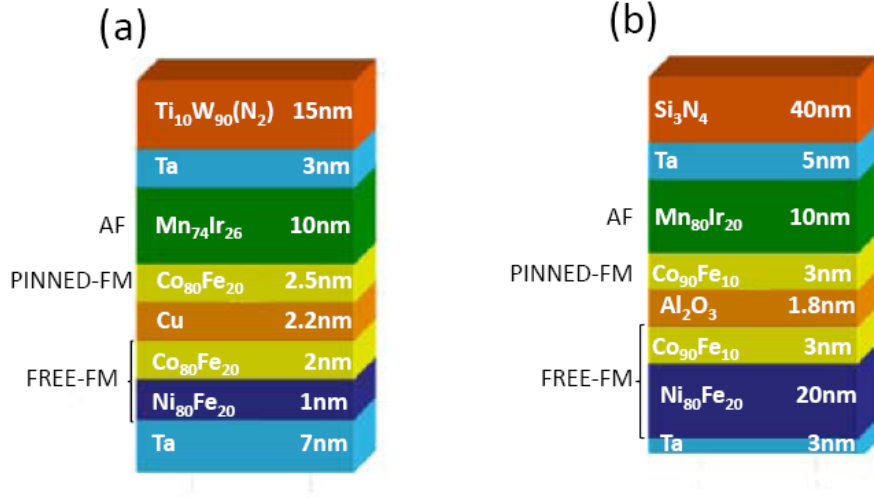 (a)
Ti₁₀W₉₀(N₂) 15nm
Ta 3nm
AF Mn₇₄Ir₂₆ 10nm
PINNED-FM Co₈₀Fe₂₀ 2.5nm
Cu 2.2nm
Co₈₀Fe₂₀ 2nm
FREE-FM
Ni₈₀Fe₂₀ 1nm
Ta 7nm
(b)
Si₃N₄ 40nm
Ta 5nm
AF Mn₈₀Ir₂₀ 10nm
PINNED-FM Co₉₀Fe₁₀ 3nm
Al₂O₃ 1.8nm
Co₉₀Fe₁₀ 3nm
FREE-FM
Ni₈₀Fe₂₀ 20nm
Ta 3nm